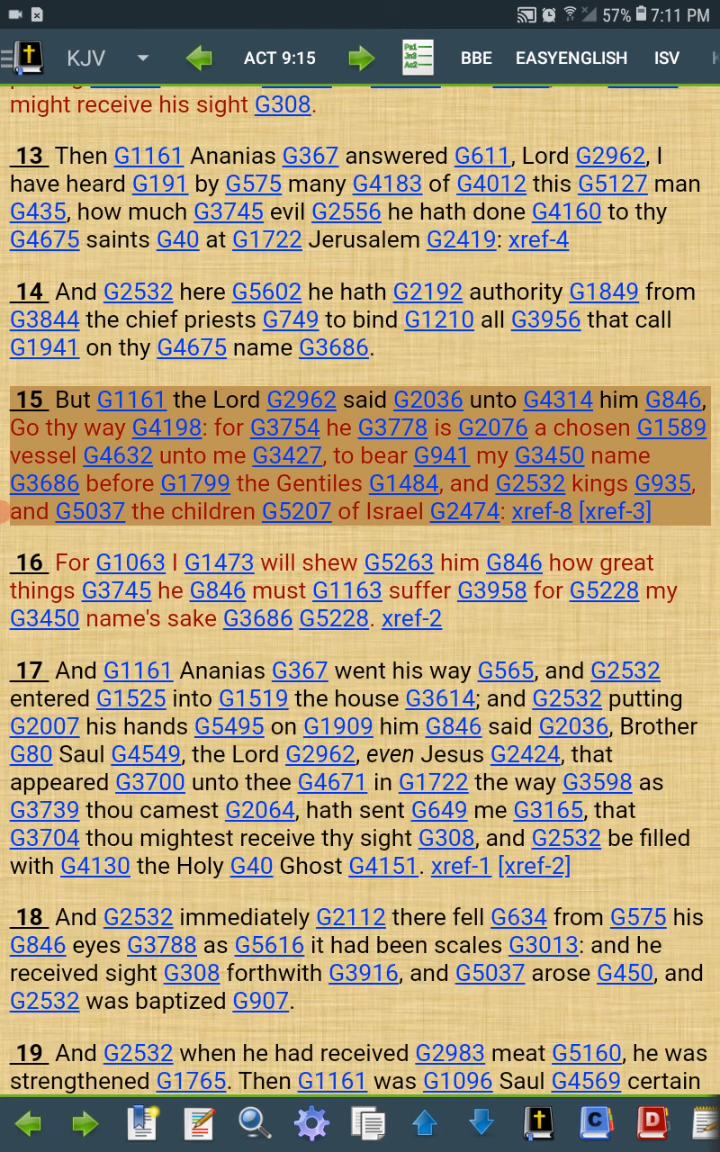 57% 7:11 PM
KJV ACT 9:15 BBE EASYENGLISH ISV
might receive his sight G308.
13 Then G1161 Ananias G367 answered G611, Lord G2962, I
have heard G191 by G575 many G4183 of G4012 this G5127 man
G435, how much G3745 evil G2556 he hath done G4160 to thy
G4675 saints G40 at G1722 Jerusalem G2419: xref-4
14 And G2532 here G5602 he hath G2192 authority G1849 from
G3844 the chief priests G749 to bind G1210 all G3956 that call
G1941 on thy G4675 name G3686.
15 But G1161 the Lord G2962 said G2036 unto G4314 him G846,
Go thy way G4198: for G3754 he G3778 is G2076 a chosen G1589
vessel G4632 unto me G3427, to bear G941 my G3450 name
G3686 before G1799 the Gentiles G1484, and G2532 kings G935,
and G5037 the children G5207 of Israel G2474: xref-8 [xref-3]
16 For G1063 I G1473 will shew G5263 him G846 how great
things G3745 he G846 must G1163 suffer G3958 for G5228 my
G3450 name's sake G3686 G5228. xref-2
17 And G1161 Ananias G367 went his way G565, and G2532
entered G1525 into G1519 the house G3614; and G2532 putting
G2007 his hands G5495 on G1909 him G846 said G2036, Brother
G80 Saul G4549, the Lord G2962, even Jesus G2424, that
appeared G3700 unto thee G4671 in G1722 the way G3598 as
G3739 thou camest G2064, hath sent G649 me G3165, that
G3704 thou mightest receive thy sight G308, and G2532 be filled
with G4130 the Holy G40 Ghost G4151. xref-1 [xref-2]
18 And G2532 immediately G2112 there fell G634 from G575 his
G846 eyes G3788 as G5616 it had been scales G3013: and he
received sight G308 forthwith G3916, and G5037 arose G450, and
G2532 was baptized G907.
19 And G2532 when he had received G2983 meat G5160, he was
strengthened G1765. Then G1161 was G1096 Saul G4569 certain
C D